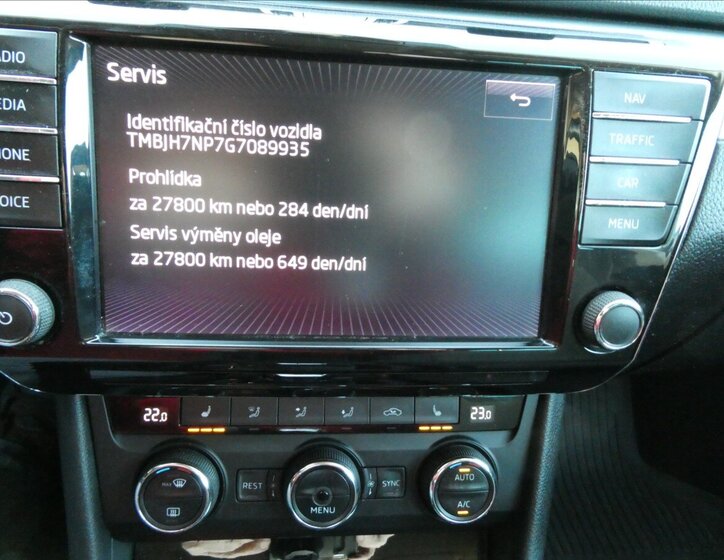 Servis
Identifikační číslo vozidla
TMBJH7NP7G7089935
Prohlídka
za 27800 km nebo 284 den/dní
Servis výměny oleje
za 27800 km nebo 649 den/dní
ADIO
EDIA
HONE
OICE
NAV
TRAFFIC
CAR
MENU
22.0
23.0
MAX
REST
MENU
SYNC
AUTO
A/C